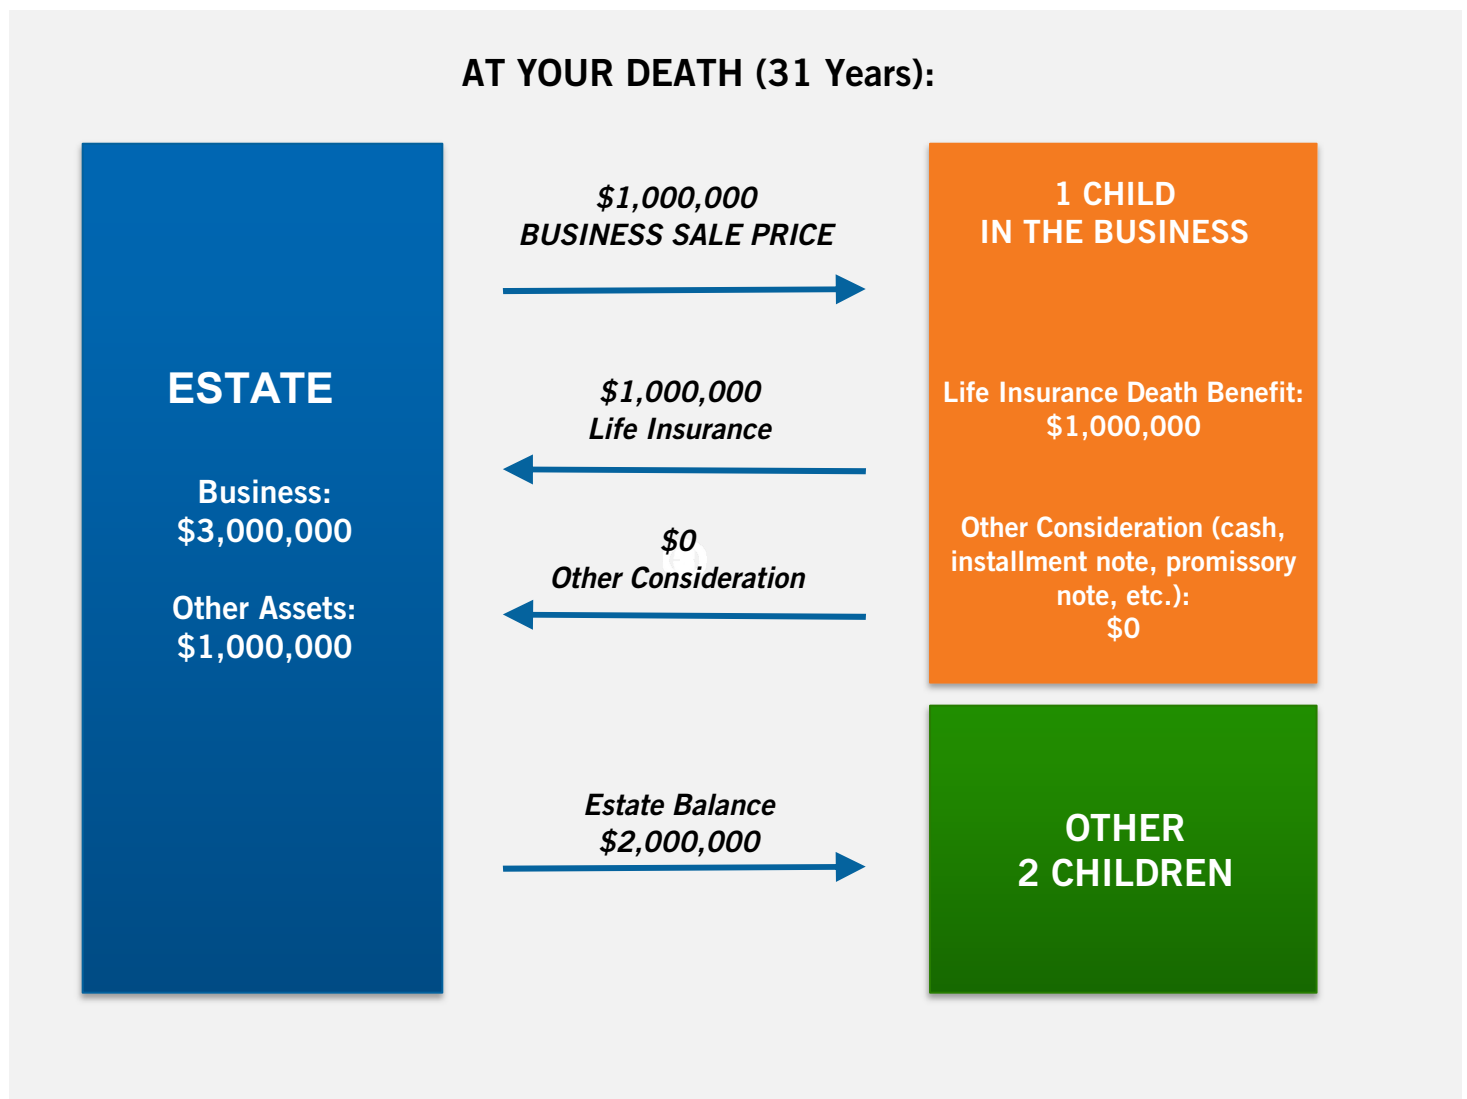 AT YOUR DEATH (31 Years):
ESTATE
Business:
$3,000,000
Other Assets:
$1,000,000
$1,000,000
BUSINESS SALE PRICE
$1,000,000
Life Insurance
$0
Other Consideration
Estate Balance
$2,000,000
1 CHILD
IN THE BUSINESS
Life Insurance Death Benefit:
$1,000,000
Other Consideration (cash,
installment note, promissory
note, etc.):
$0
OTHER
2 CHILDREN